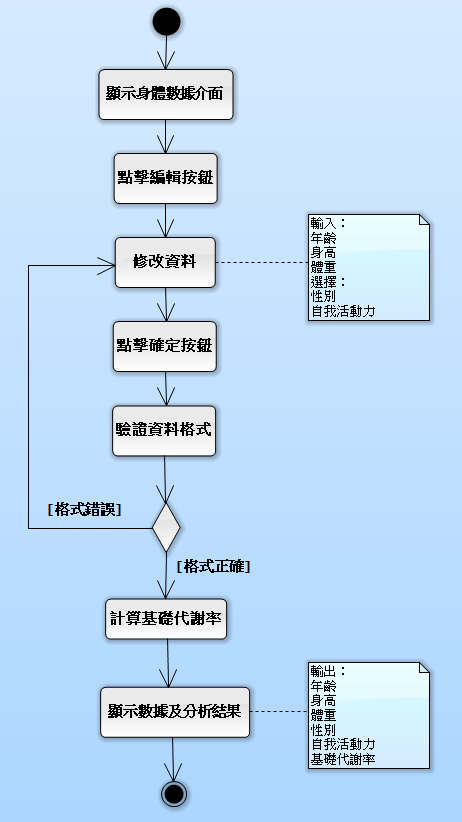 顯示身體數據介面
點擊編輯按鈕
修改資料
輸入：
年齡
身高
體重
選擇：
性別
自我活動力
點擊確定按鈕
驗證資料格式
[格式錯誤]
[格式正確]
計算基礎代謝率
顯示數據及分析結果
輸出：
年齡
身高
體重
性別
自我活動力
基礎代謝率